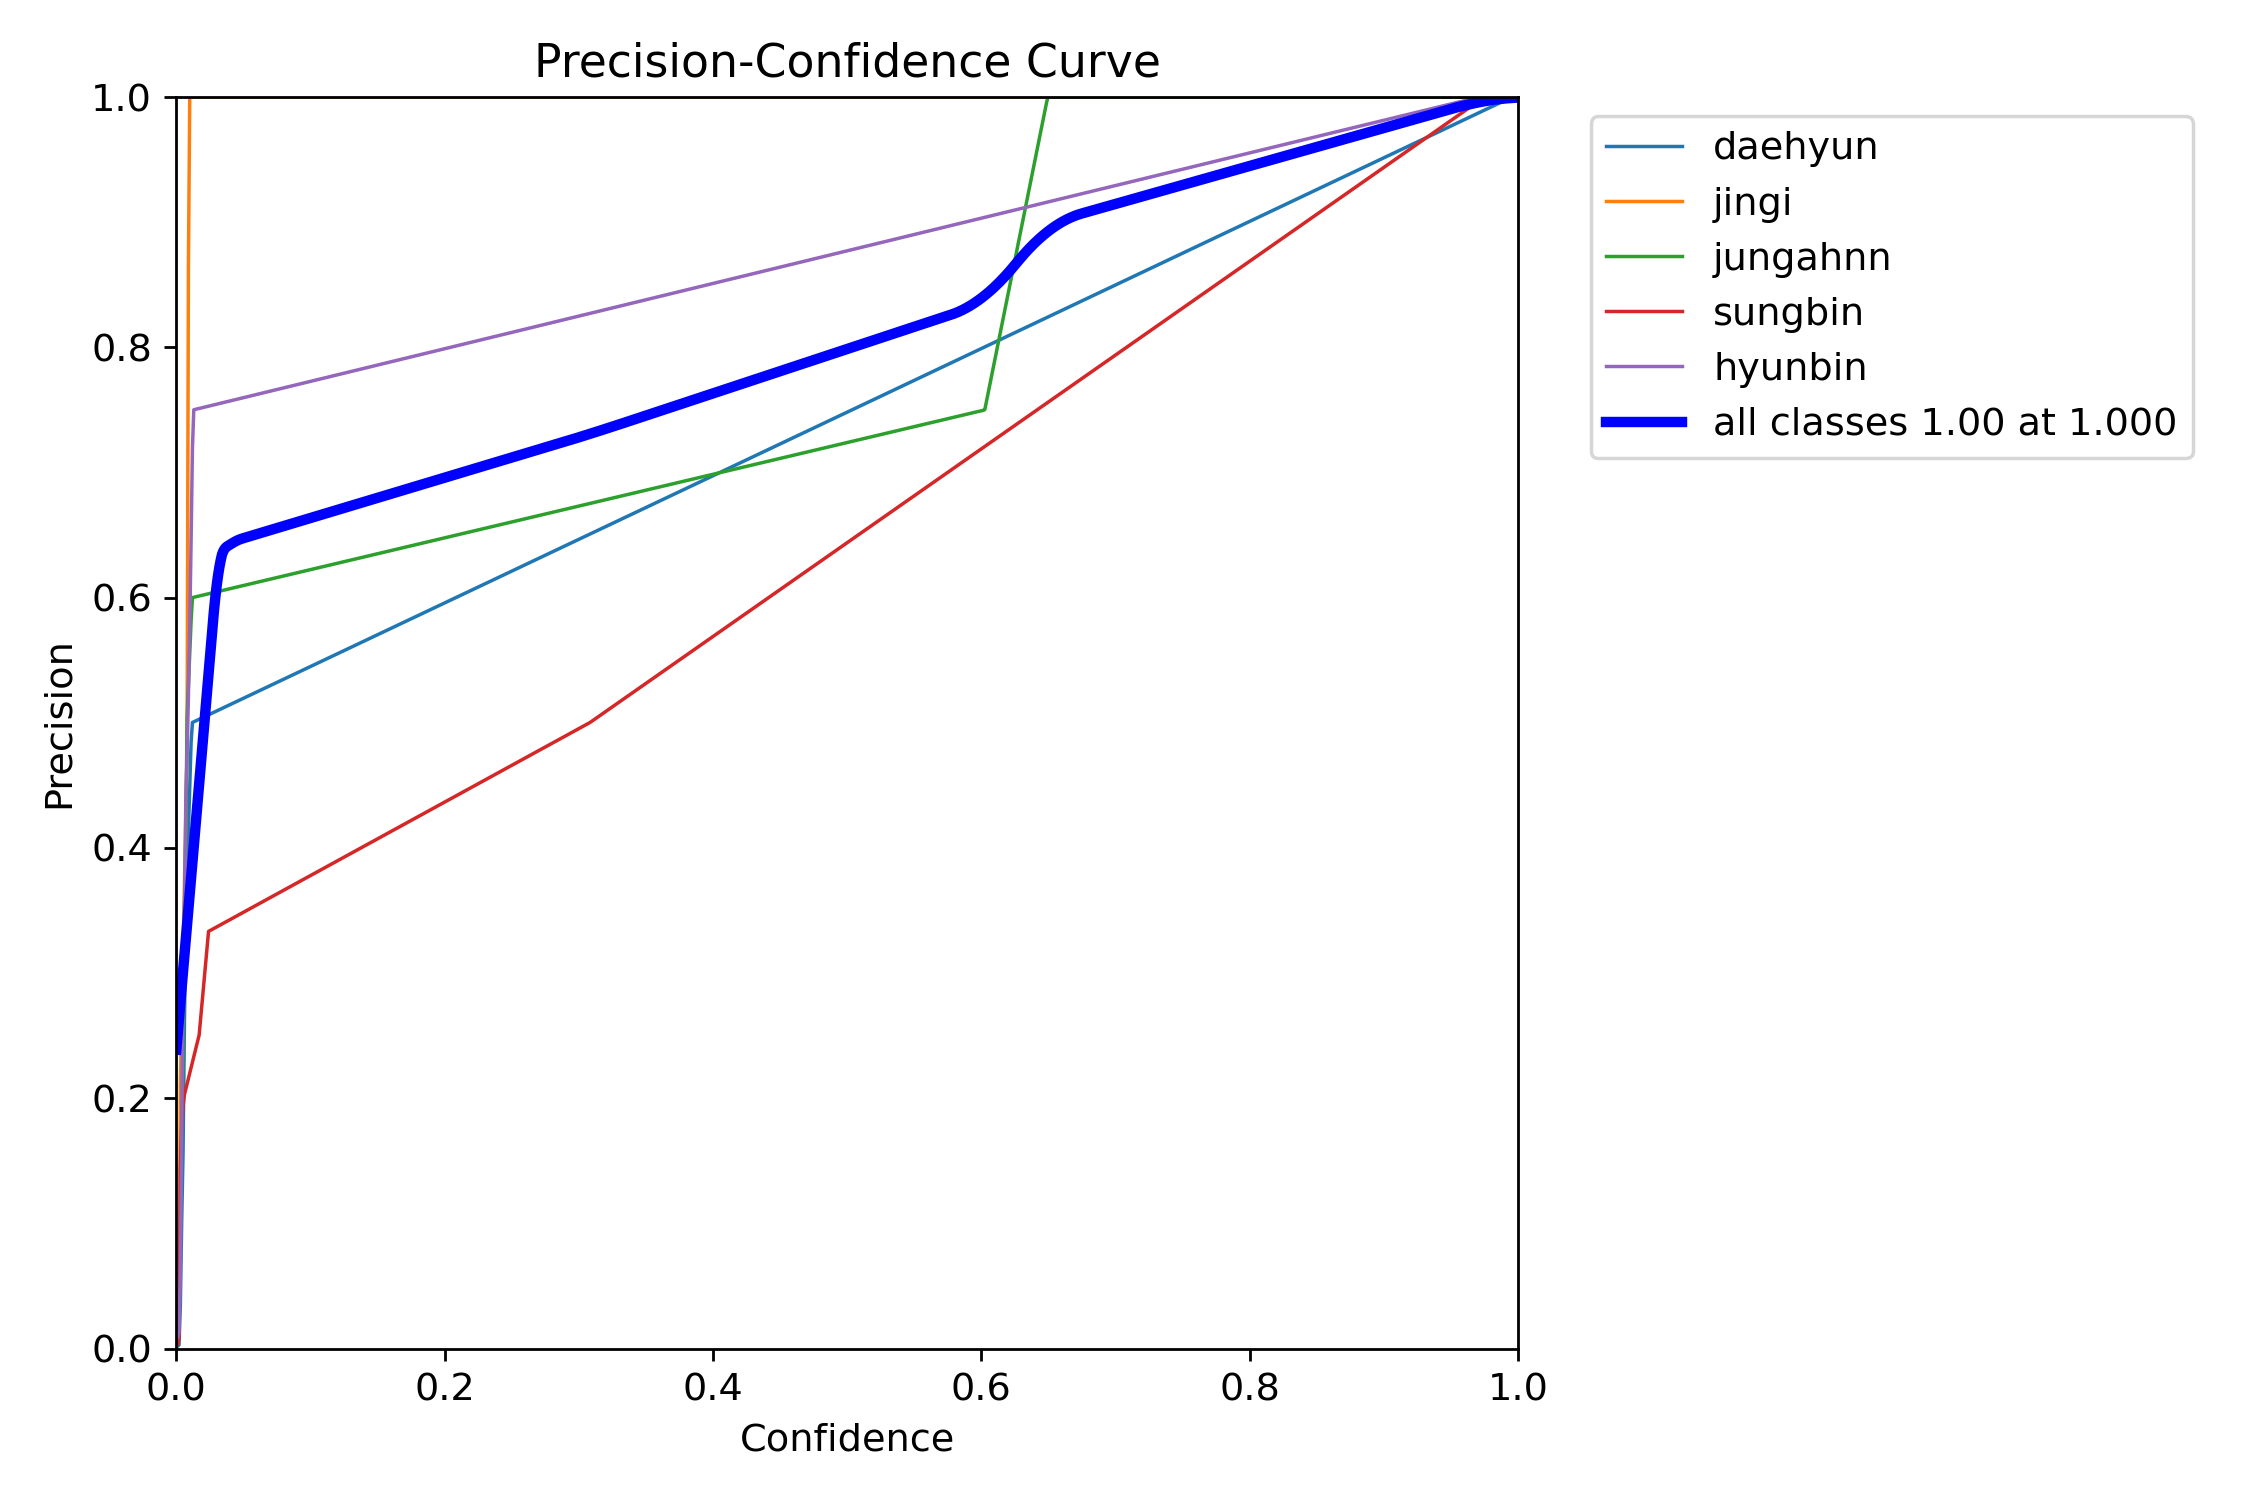 Precision-Confidence Curve
1.0
0.8
0.6
0.4
0.2
0.0
Precision
0.0 0.2 0.4 0.6 0.8 1.0
Confidence
daehyun
jingi
jungahnn
sungbin
hyunbin
all classes 1.00 at 1.000